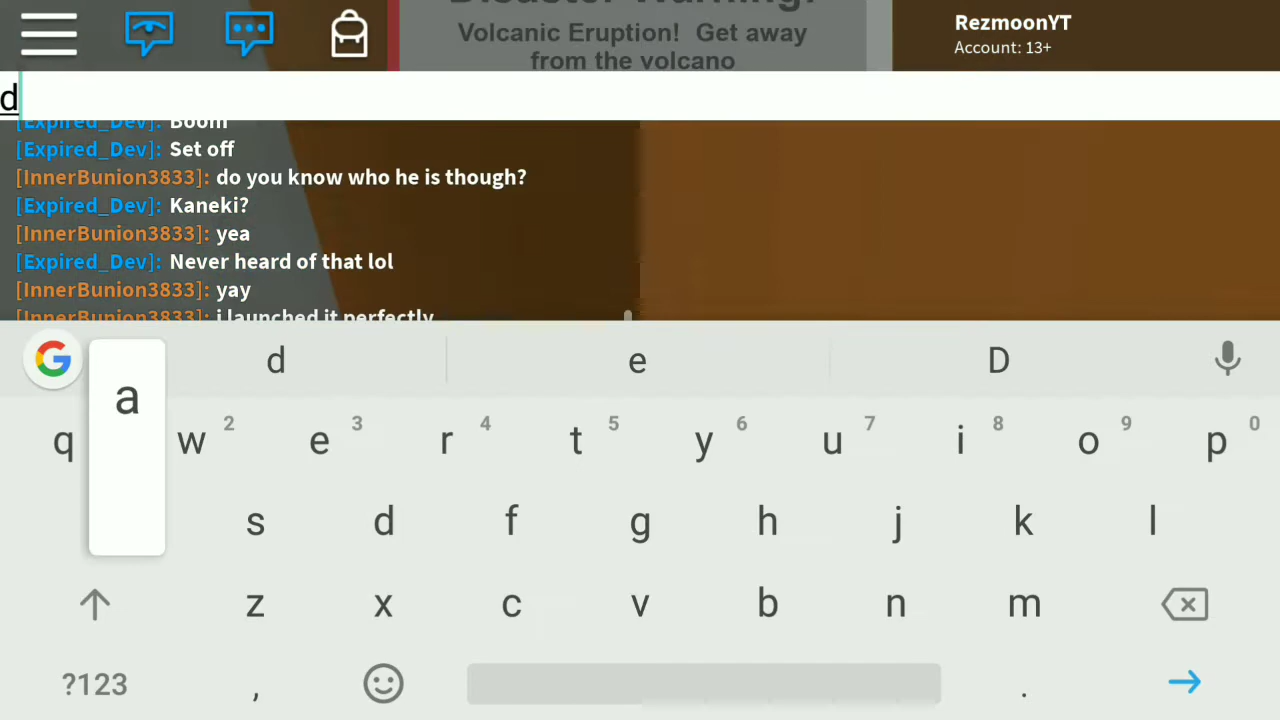 Disaster Warning!
Volcanic Eruption! Get away
from the volcano
RezmoonYT
Account: 13+
d
[Expired_Dev]: Boom
[Expired_Dev]: Set off
[InnerBunion3833]: do you know who he is though?
[Expired_Dev]: Kaneki?
[InnerBunion3833]: yea
[Expired_Dev]: Never heard of that lol
[InnerBunion3833]: yay
[InnerBunion3833]: i launched it perfectly
G d e D
a
q w 2 e 3 r 4 t 5 y 6 u 7 i 8 o 9 p 0
s d f g h j k l
z x c v b n m
?123 , .